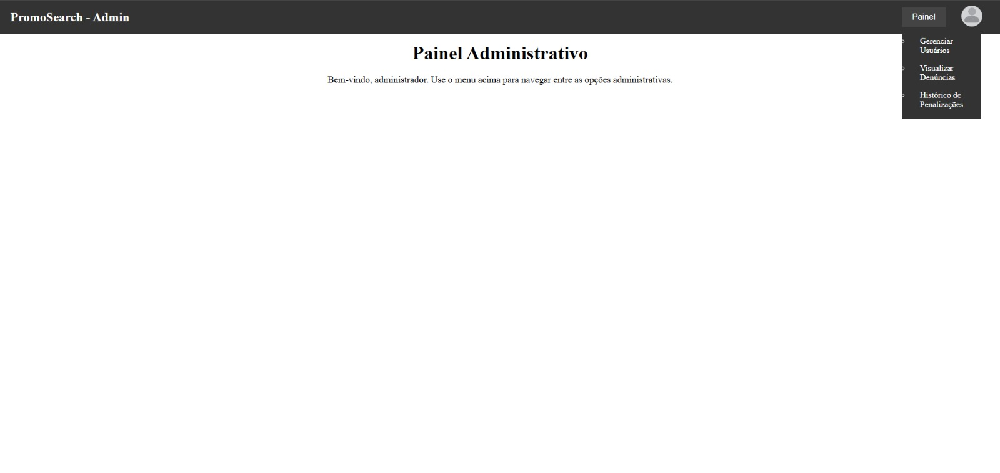 PromoSearch - Admin
Painel
Gerenciar
Usuários
Visualizar
Denúncias
Histórico de
Penalizações
Painel Administrativo
Bem-vindo, administrador. Use o menu acima para navegar entre as opções administrativas.